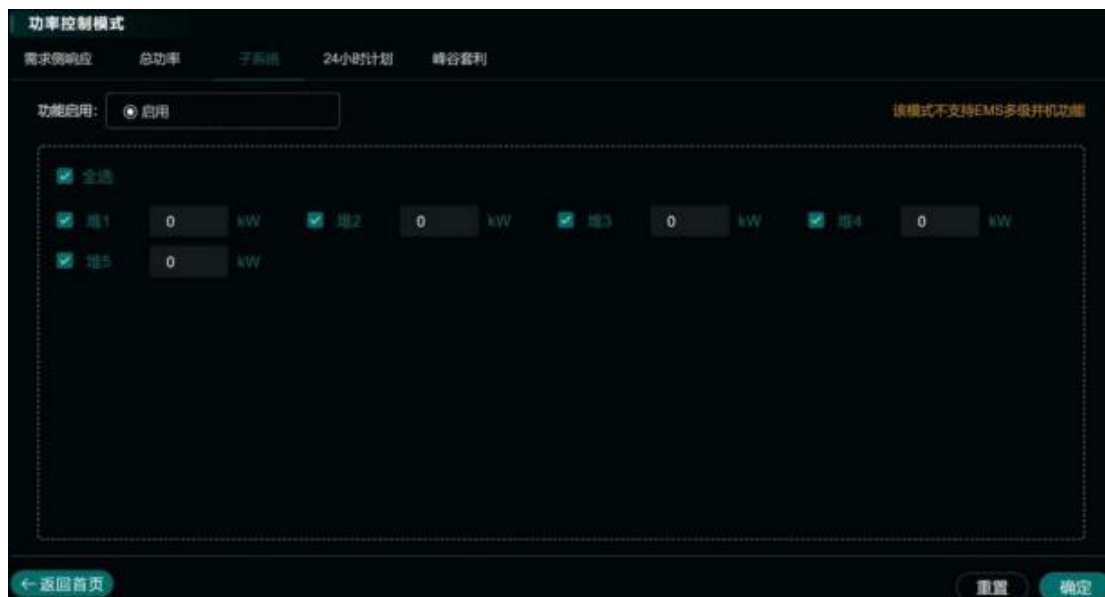 功率控制模式
需求侧响应 总功率 子系统 24小时计划 峰谷套利
功能启用: 启用 该模式不支持EMS多级并机功能
全选
堆1 0 kW 堆2 0 kW 堆3 0 kW 堆4 0 kW
堆5 0 kW
←返回首页 重置 确定